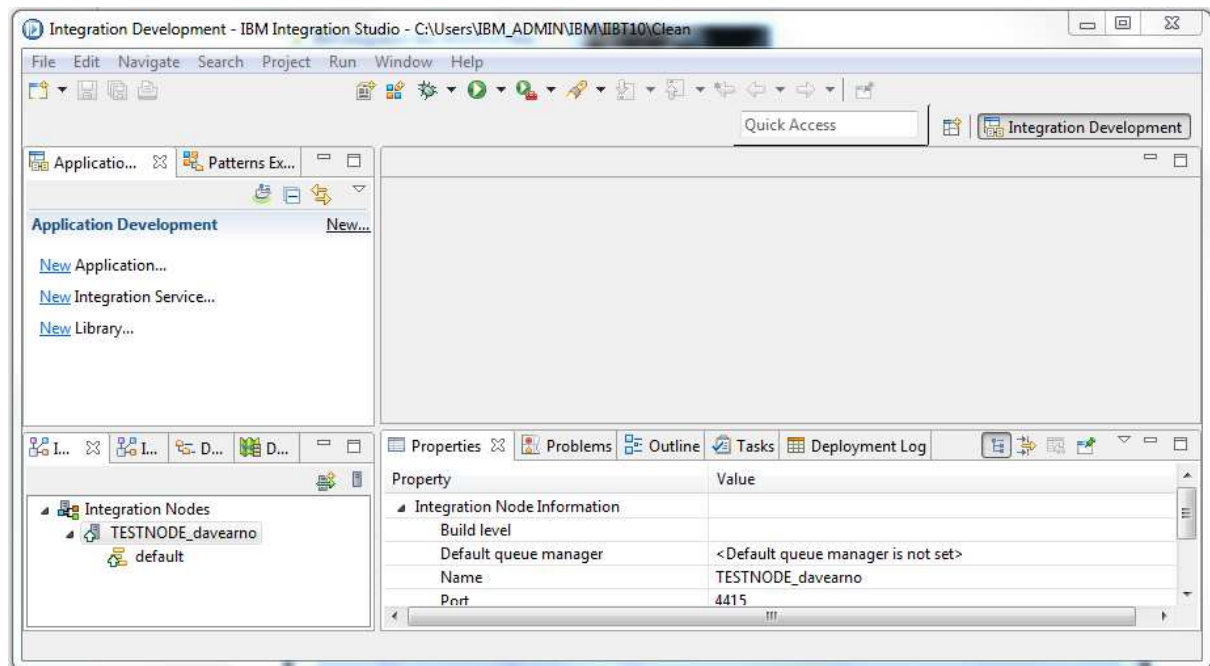 Integration Development - IBM Integration Studio - C:\Users\IBM_ADMIN\IBM\IIBT10\Clean
File Edit Navigate Search Project Run Window Help
Quick Access
Integration Development
Applicatio... Patterns Ex...
Application Development New...
New Application...
New Integration Service...
New Library...
I... I... D... D...
Integration Nodes
TESTNODE_davearno
default
Properties Problems Outline Tasks Deployment Log
Property Value
Integration Node Information
Build level
Default queue manager <Default queue manager is not set>
Name TESTNODE_davearno
Port 4415